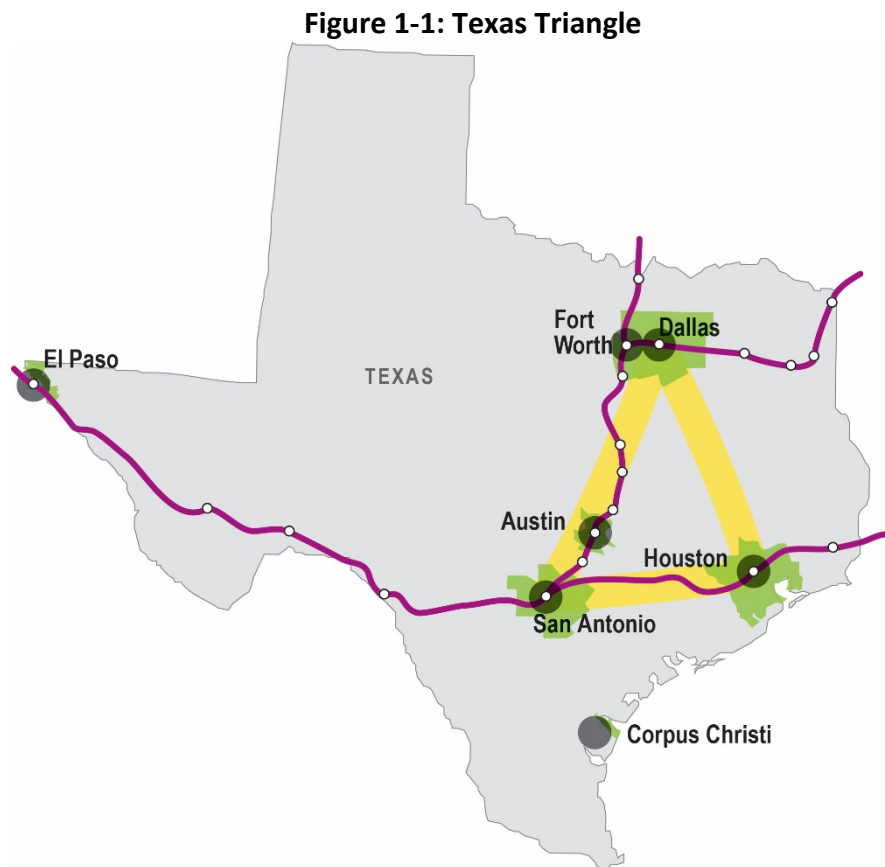 Figure 1-1: Texas Triangle
Fort
Worth
Dallas
El Paso
TEXAS
Austin
Houston
San Antonio
Corpus Christi